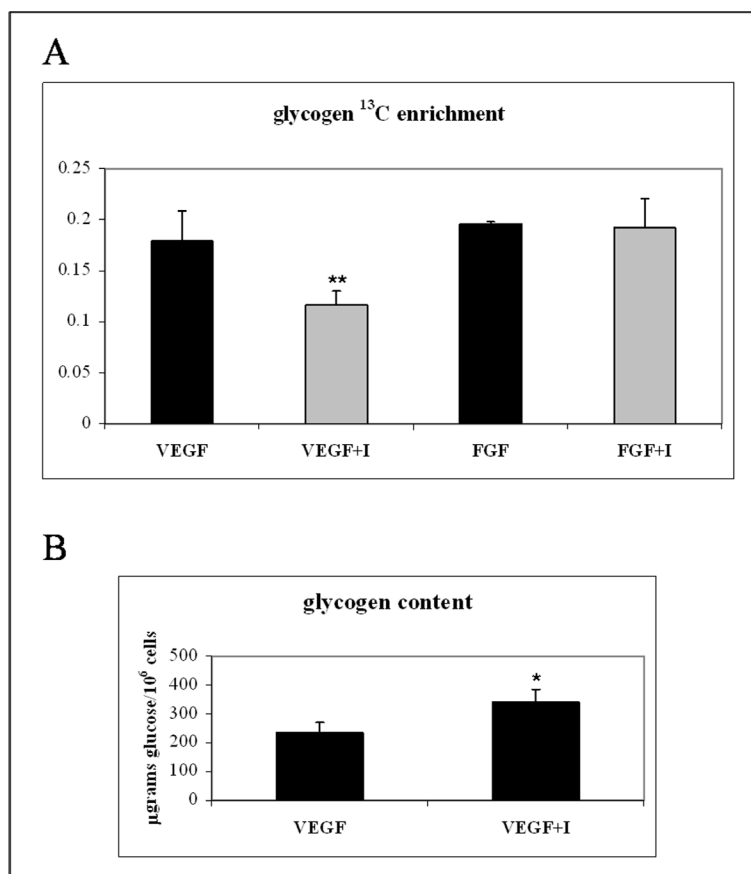 A
glycogen ¹³C enrichment
0.25
0.2
0.15
0.1
0.05
0
**
VEGF VEGF+I FGF FGF+I
B
glycogen content
µgrams glucose/10⁶ cells
500
400
300
200
100
0
*
VEGF VEGF+I